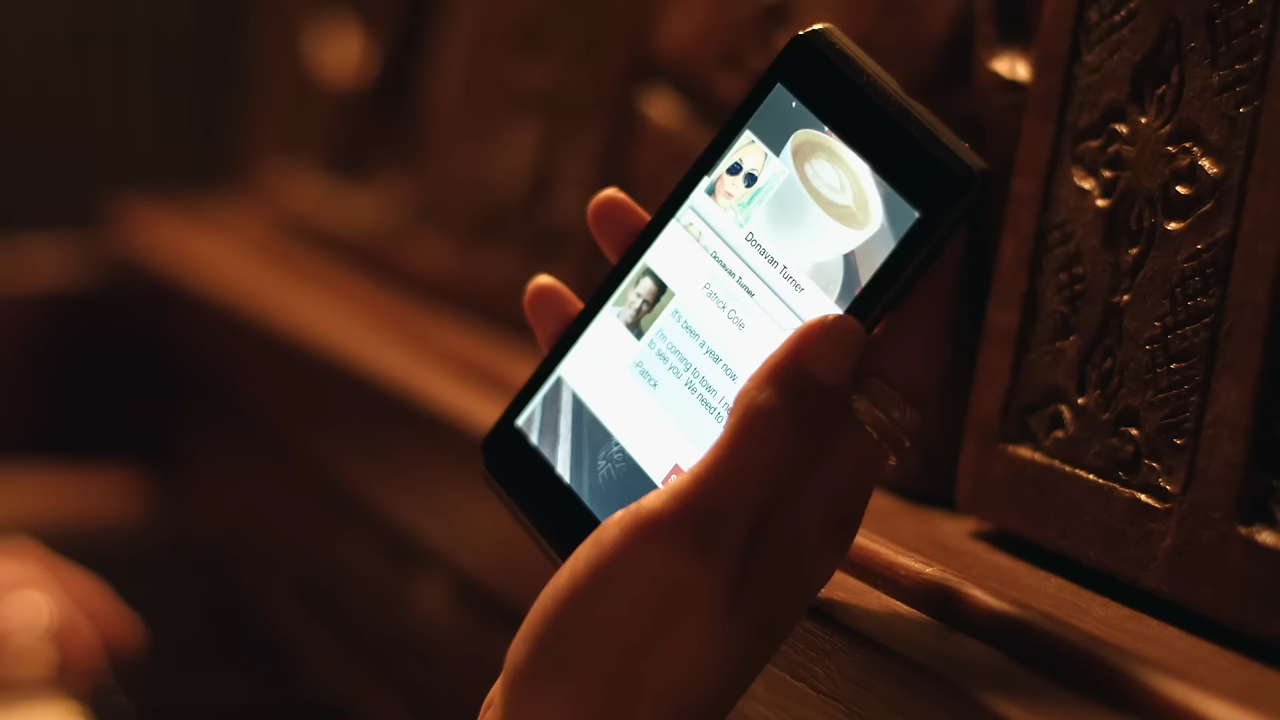 Donavan Turner
Donavan Turner
Patrick Cole
It's been a year now.
I'm coming to town. I
to see you. We need to
-Patrick